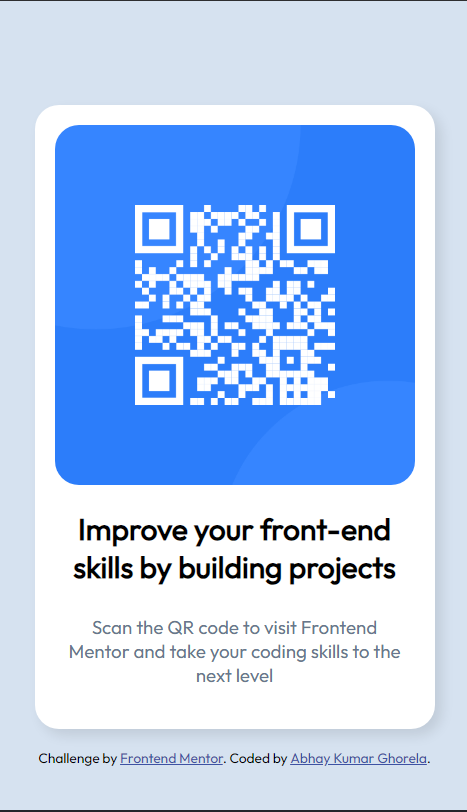 Improve your front-end
skills by building projects
Scan the QR code to visit Frontend
Mentor and take your coding skills to the
next level
Challenge by Frontend Mentor. Coded by Abhay Kumar Ghorela.